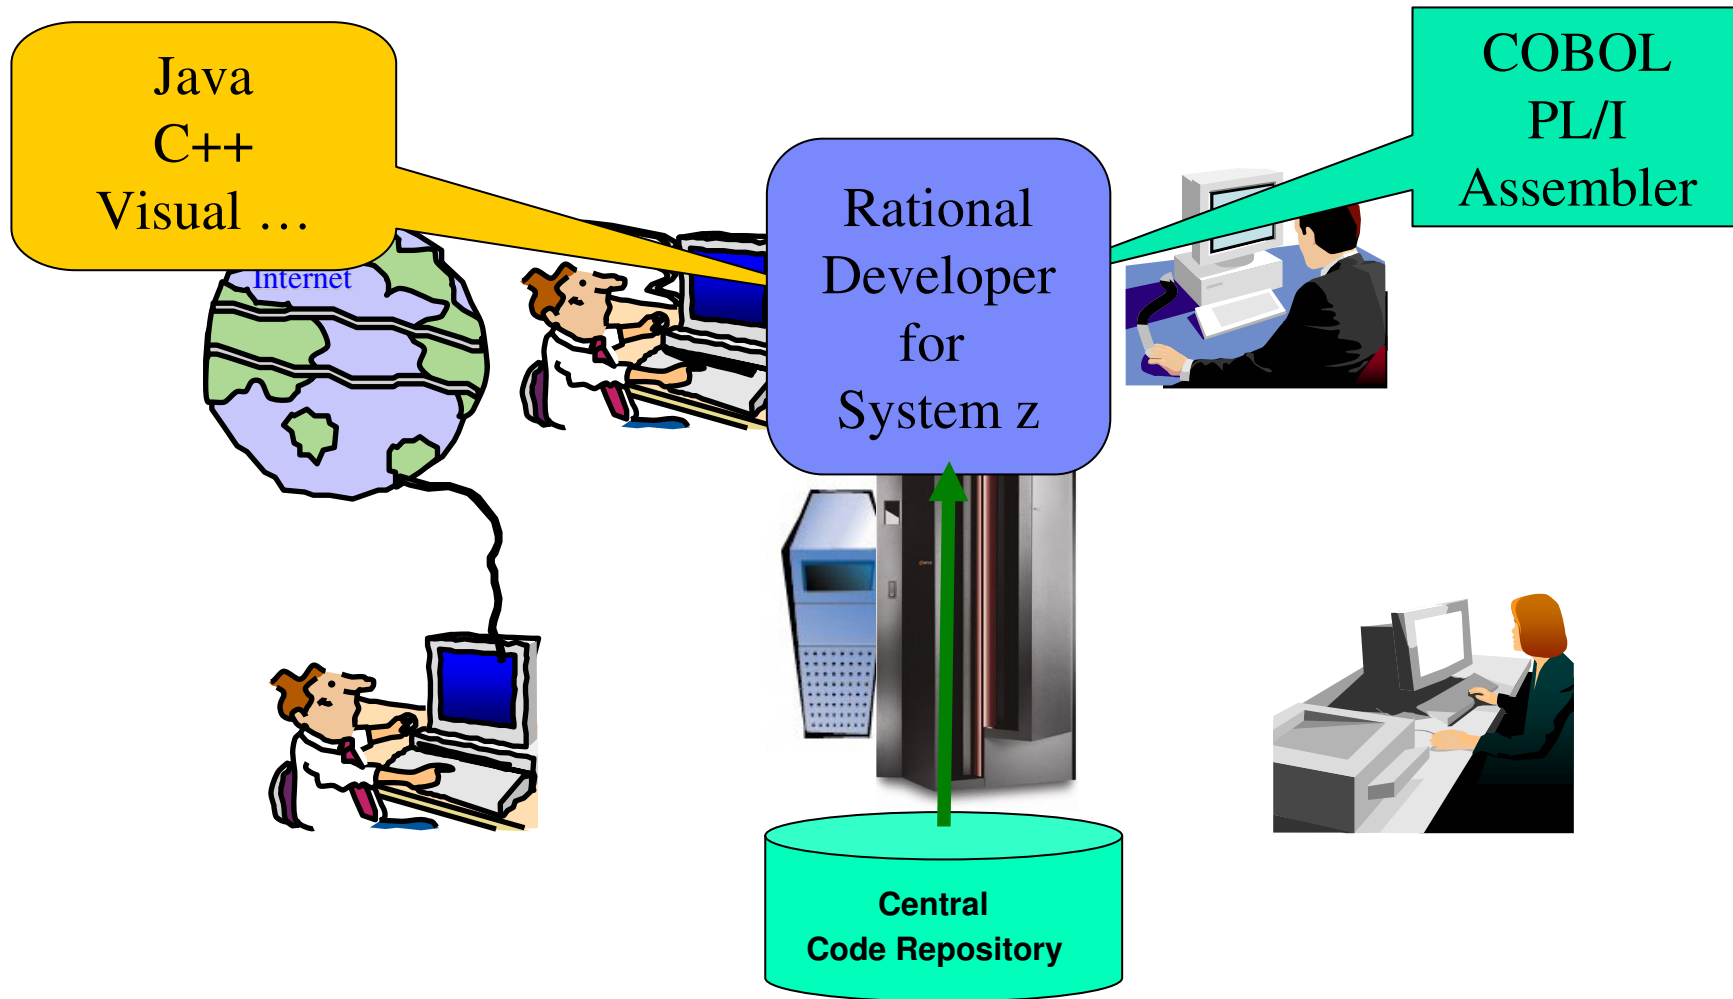 Java
C++
Visual …
COBOL
PL/I
Assembler
Internet
Rational
Developer
for
System z
Central
Code Repository